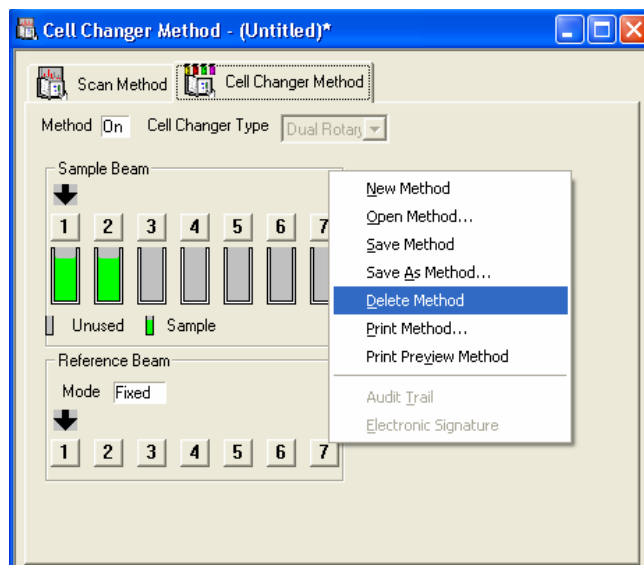 Cell Changer Method - (Untitled)*
Scan Method Cell Changer Method
Method On Cell Changer Type Dual Rotary
Sample Beam
1 2 3 4 5 6 7
Unused Sample
Reference Beam
Mode Fixed
1 2 3 4 5 6 7
New Method
Open Method...
Save Method
Save As Method...
Delete Method
Print Method...
Print Preview Method
Audit Trail
Electronic Signature